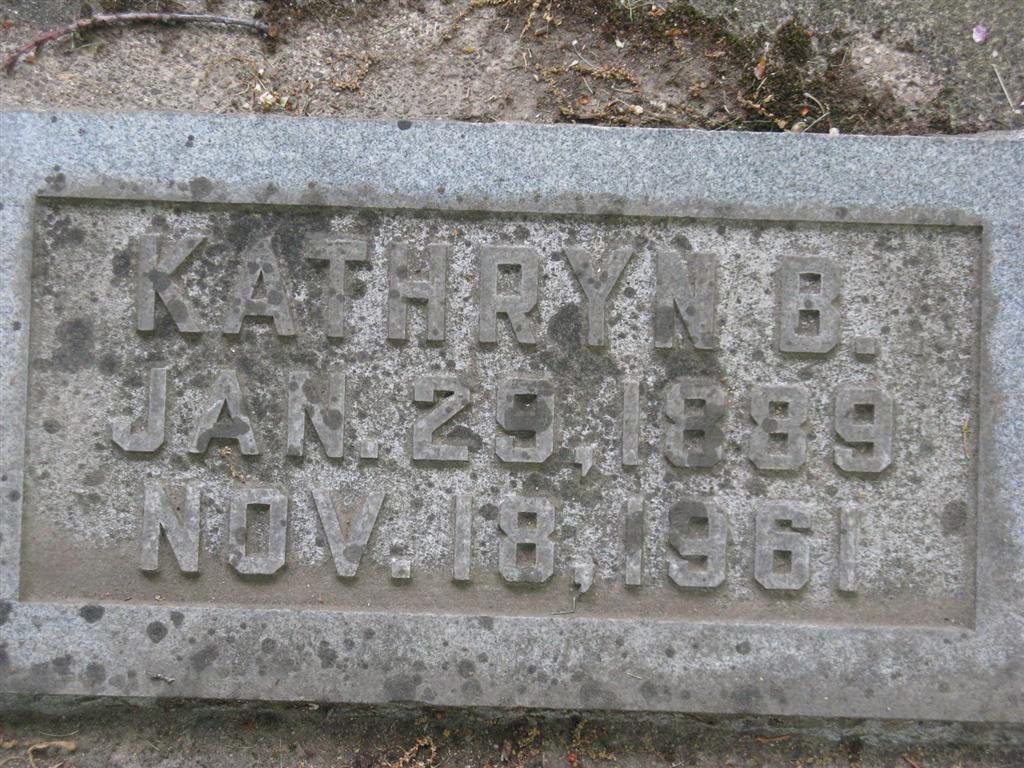 KATHRYN B.
JAN. 29, 1889
NOV. 18, 1961